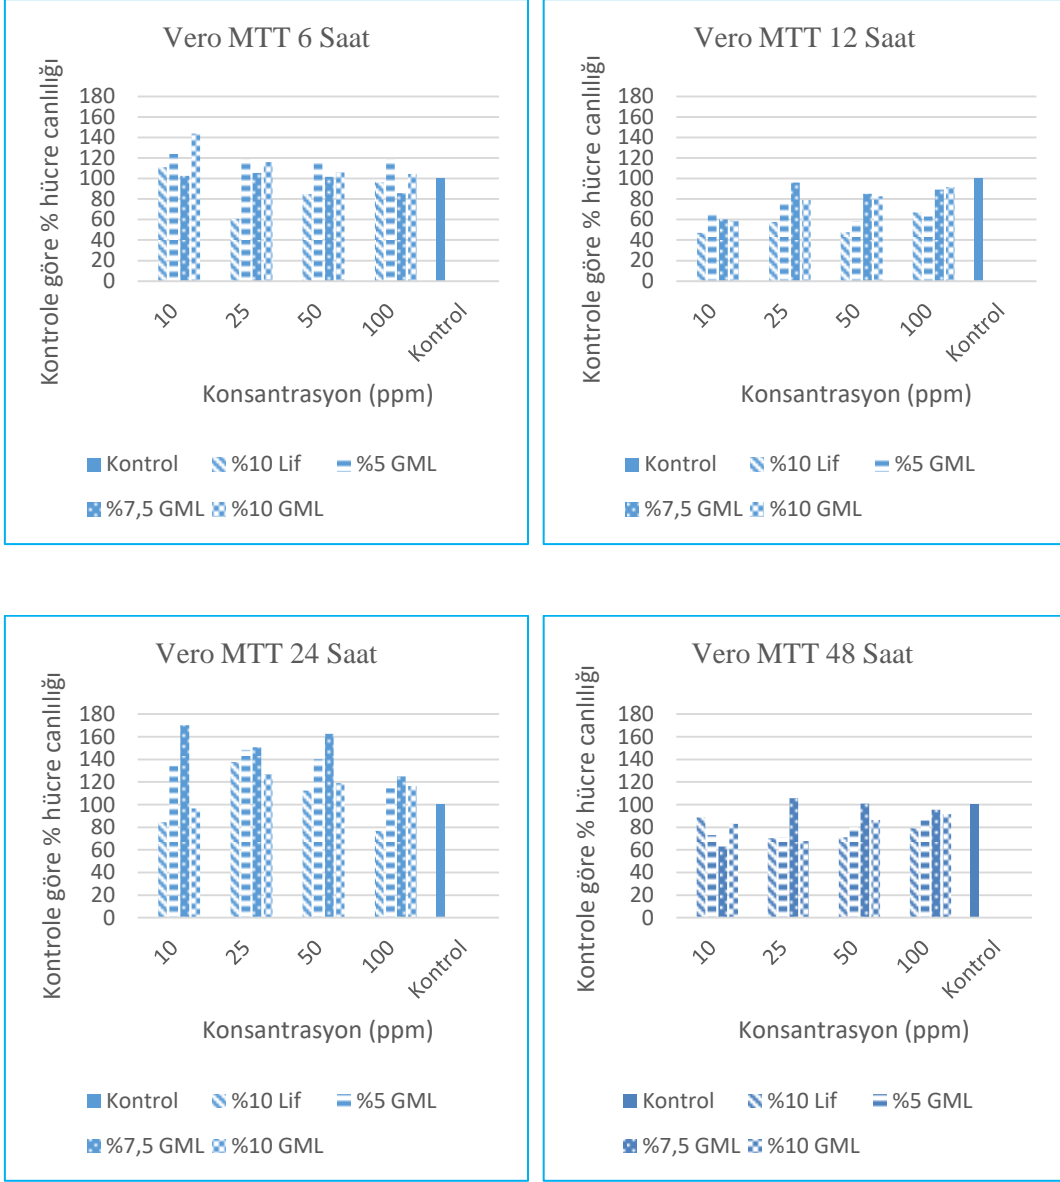 Vero MTT 6 Saat
Kontrole göre % hücre canlılığı
180
160
140
120
100
80
60
40
20
0
10
25
50
100
Kontrol
Konsantrasyon (ppm)
Kontrol %10 Lif %5 GML
%7,5 GML %10 GML
Vero MTT 12 Saat
Kontrole göre % hücre canlılığı
180
160
140
120
100
80
60
40
20
0
10
25
50
100
Kontrol
Konsantrasyon (ppm)
Kontrol %10 Lif %5 GML
%7,5 GML %10 GML
Vero MTT 24 Saat
Kontrole göre % hücre canlılığı
180
160
140
120
100
80
60
40
20
0
10
25
50
100
Kontrol
Konsantrasyon (ppm)
Kontrol %10 Lif %5 GML
%7,5 GML %10 GML
Vero MTT 48 Saat
Kontrole göre % hücre canlılığı
180
160
140
120
100
80
60
40
20
0
10
25
50
100
Kontrol
Konsantrasyon (ppm)
Kontrol %10 Lif %5 GML
%7,5 GML %10 GML